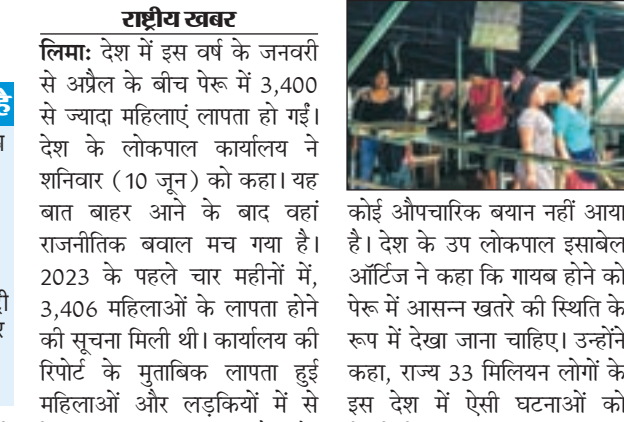 राष्ट्रीय खबर
लिमाः देश में इस वर्ष के जनवरी
से अप्रैल के बीच पेरू में 3,400
से ज्यादा महिलाएं लापता हो गईं।
देश के लोकपाल कार्यालय ने
शनिवार (10 जून) को कहा। यह
बात बाहर आने के बाद वहां
राजनीतिक बवाल मच गया है।
2023 के पहले चार महीनों में,
3,406 महिलाओं के लापता होने
की सूचना मिली थी। कार्यालय की
रिपोर्ट के मुताबिक लापता हुई
महिलाओं और लड़कियों में से
कोई औपचारिक बयान नहीं आया
है। देश के उप लोकपाल इसाबेल
ऑर्टिज ने कहा कि गायब होने को
पेरू में आसन्न खतरे की स्थिति के
रूप में देखा जाना चाहिए। उन्होंने
कहा, राज्य 33 मिलियन लोगों के
इस देश में ऐसी घटनाओं को
है